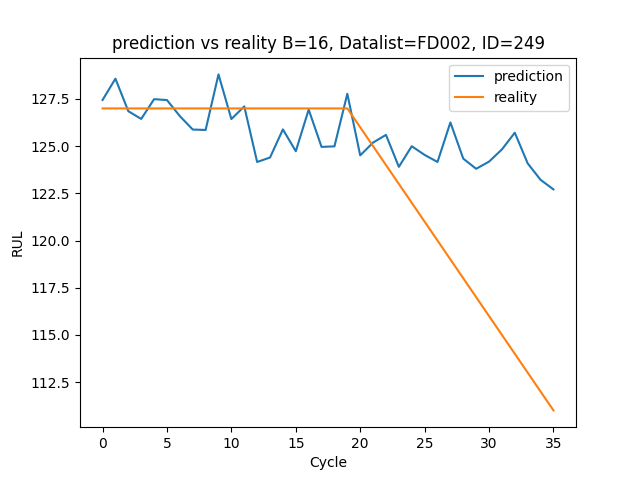 prediction vs reality B=16, Datalist=FD002, ID=249
prediction
reality
127.5
125.0
122.5
120.0
117.5
115.0
112.5
RUL
0 5 10 15 20 25 30 35
Cycle